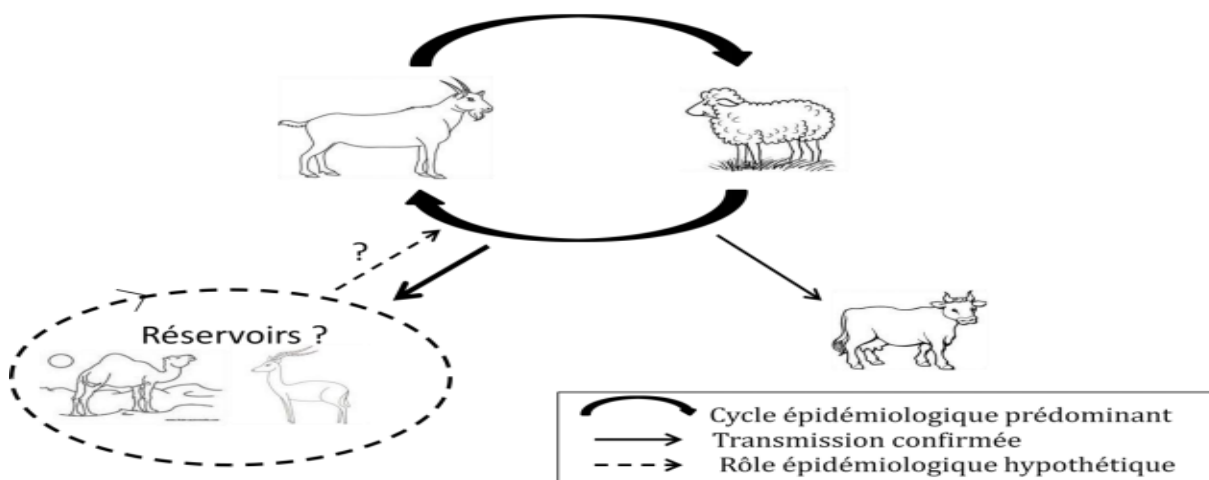 ?
Réservoirs ?
Cycle épidémiologique prédominant
Transmission confirmée
Rôle épidémiologique hypothétique